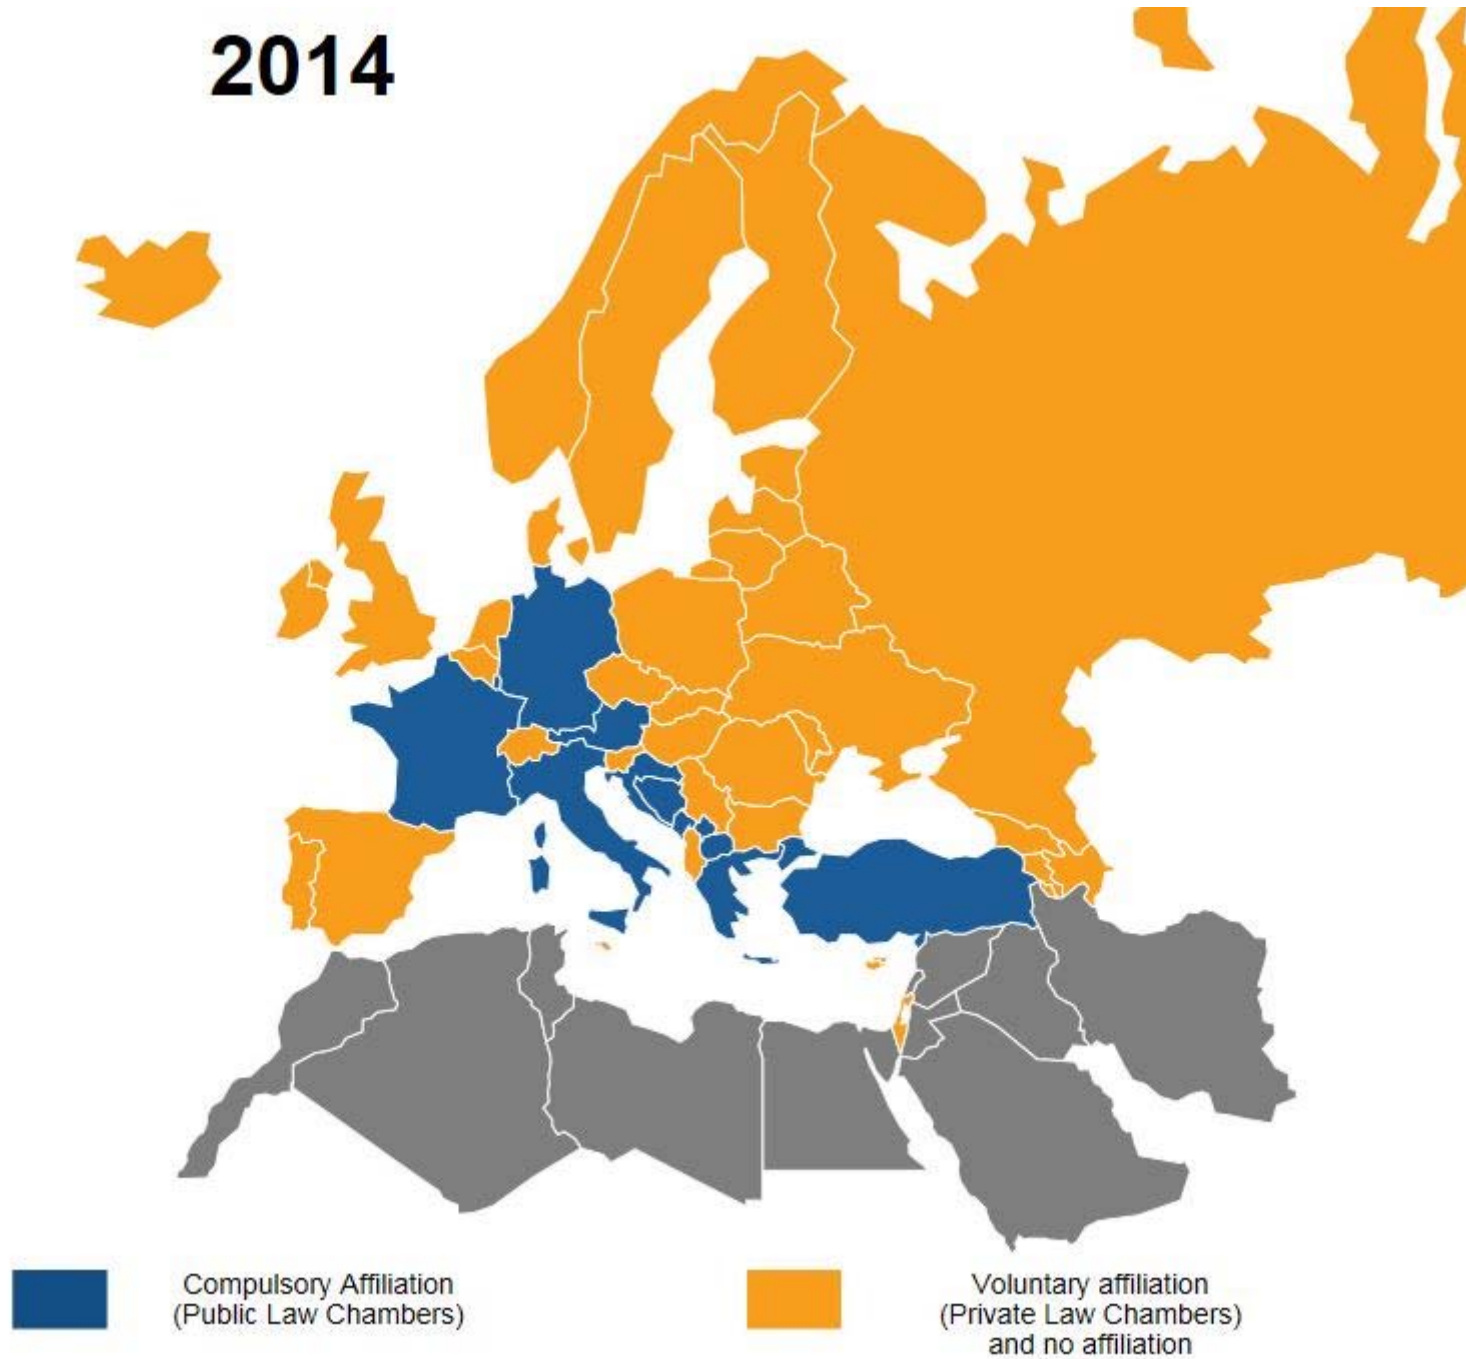 2014
Compulsory Affiliation
(Public Law Chambers)
Voluntary affiliation
(Private Law Chambers)
and no affiliation